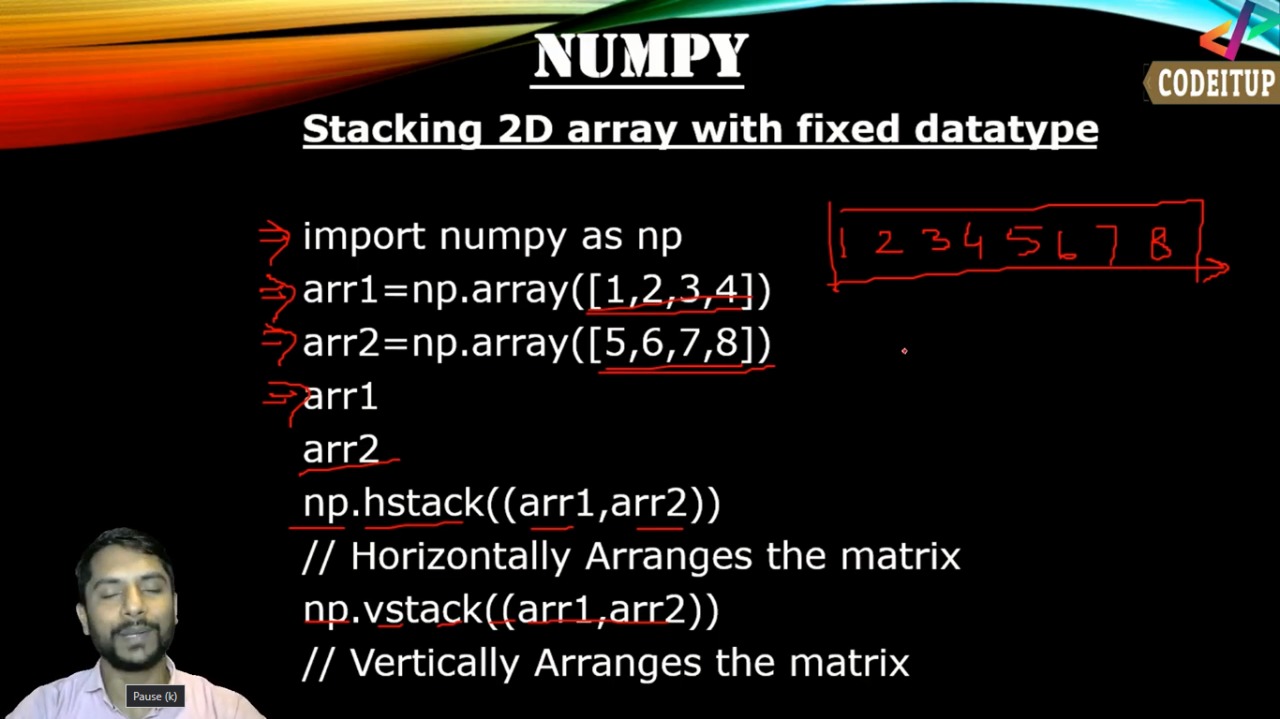 NUMPY
CODEITUP
Stacking 2D array with fixed datatype
import numpy as np
1 2 3 4 5 6 7 8
arr1=np.array([1,2,3,4])
arr2=np.array([5,6,7,8])
arr1
arr2
np.hstack((arr1,arr2))
// Horizontally Arranges the matrix
np.vstack((arr1,arr2))
// Vertically Arranges the matrix
Pause (k)